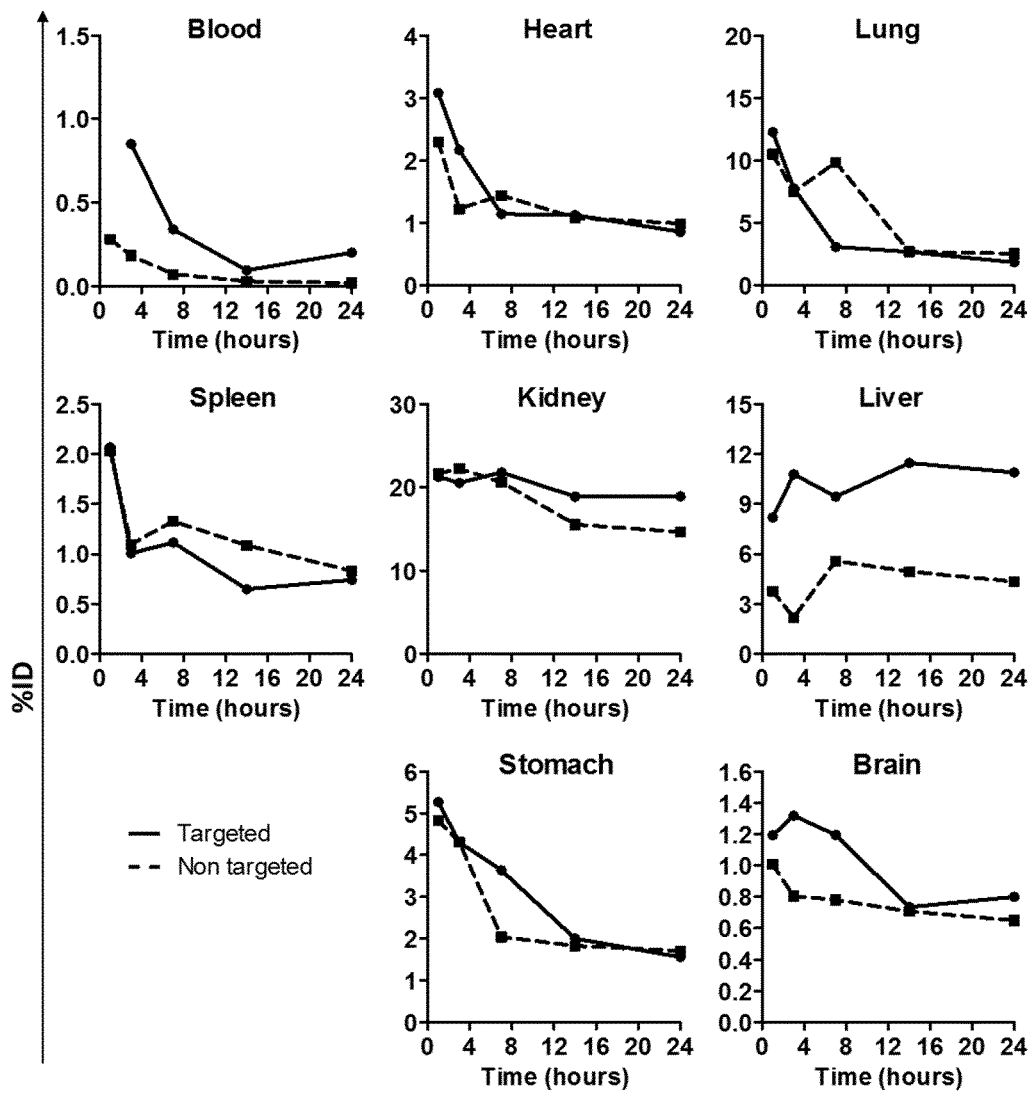 %ID
Blood
1.5
1.0
0.5
0.0
0 4 8 12 16 20 24
Time (hours)
Heart
4
3
2
1
0
0 4 8 12 16 20 24
Time (hours)
Lung
20
15
10
5
0
0 4 8 12 16 20 24
Time (hours)
Spleen
2.5
2.0
1.5
1.0
0.5
0.0
0 4 8 12 16 20 24
Time (hours)
Kidney
30
20
10
0
0 4 8 12 16 20 24
Time (hours)
Liver
15
12
9
6
3
0
0 4 8 12 16 20 24
Time (hours)
Targeted
Non targeted
Stomach
6
5
4
3
2
1
0
0 4 8 12 16 20 24
Time (hours)
Brain
1.6
1.4
1.2
1.0
0.8
0.6
0.4
0.2
0.0
0 4 8 12 16 20 24
Time (hours)